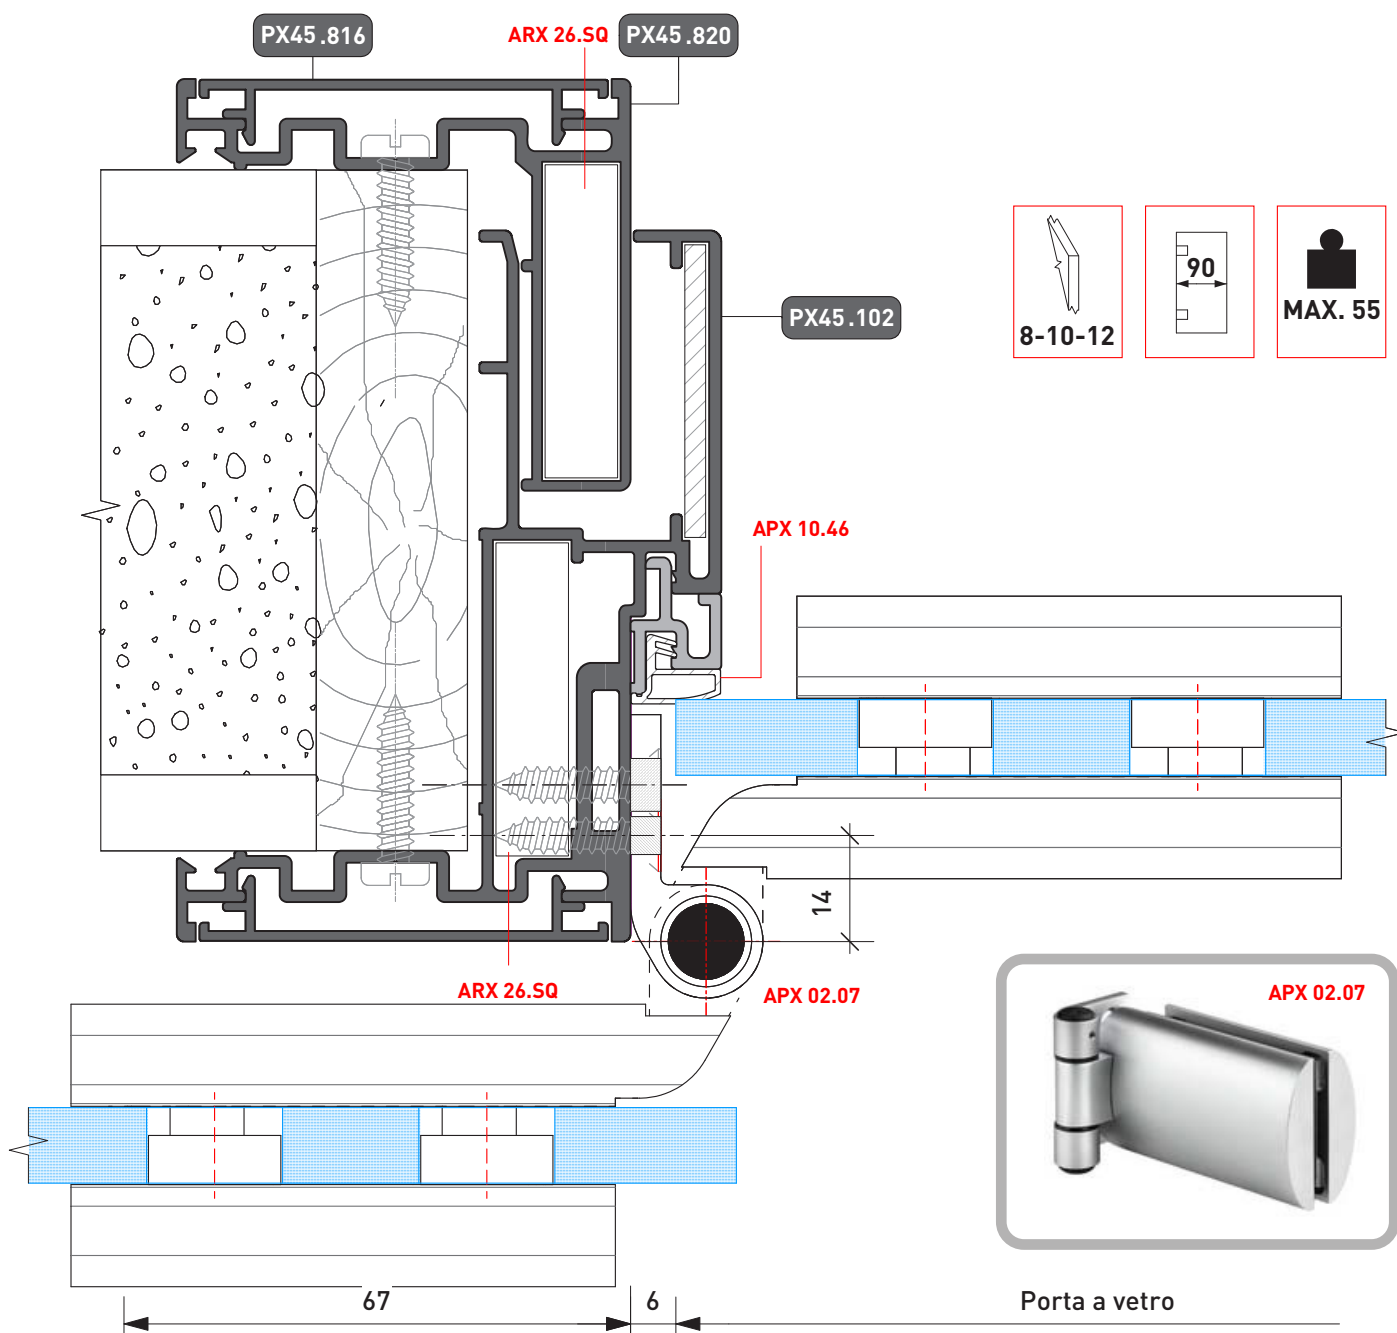 PX45.816
ARX 26.SQ
PX45.820
PX45.102
8-10-12
90
MAX. 55
APX 10.46
14
ARX 26.SQ
APX 02.07
APX 02.07
67
6
Porta a vetro